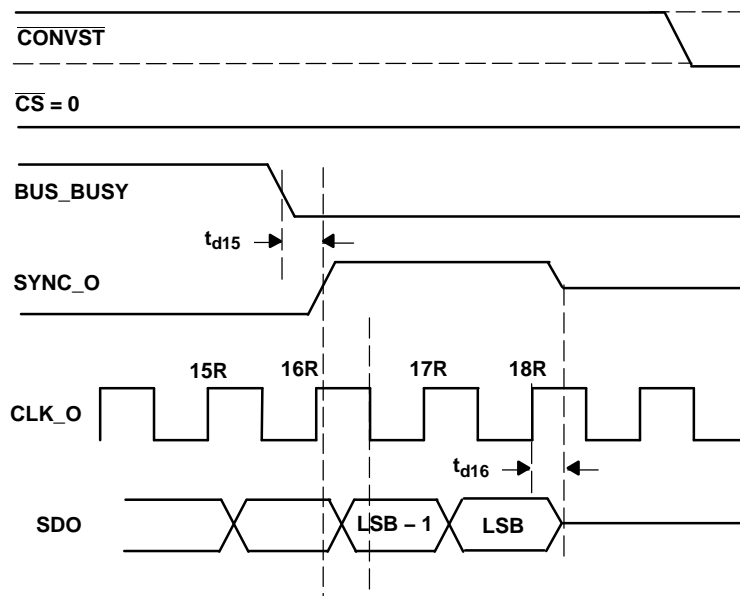 CONVST
CS = 0
BUS_BUSY
td15
SYNC_O
15R 16R 17R 18R
CLK_O
td16
SDO LSB – 1 LSB